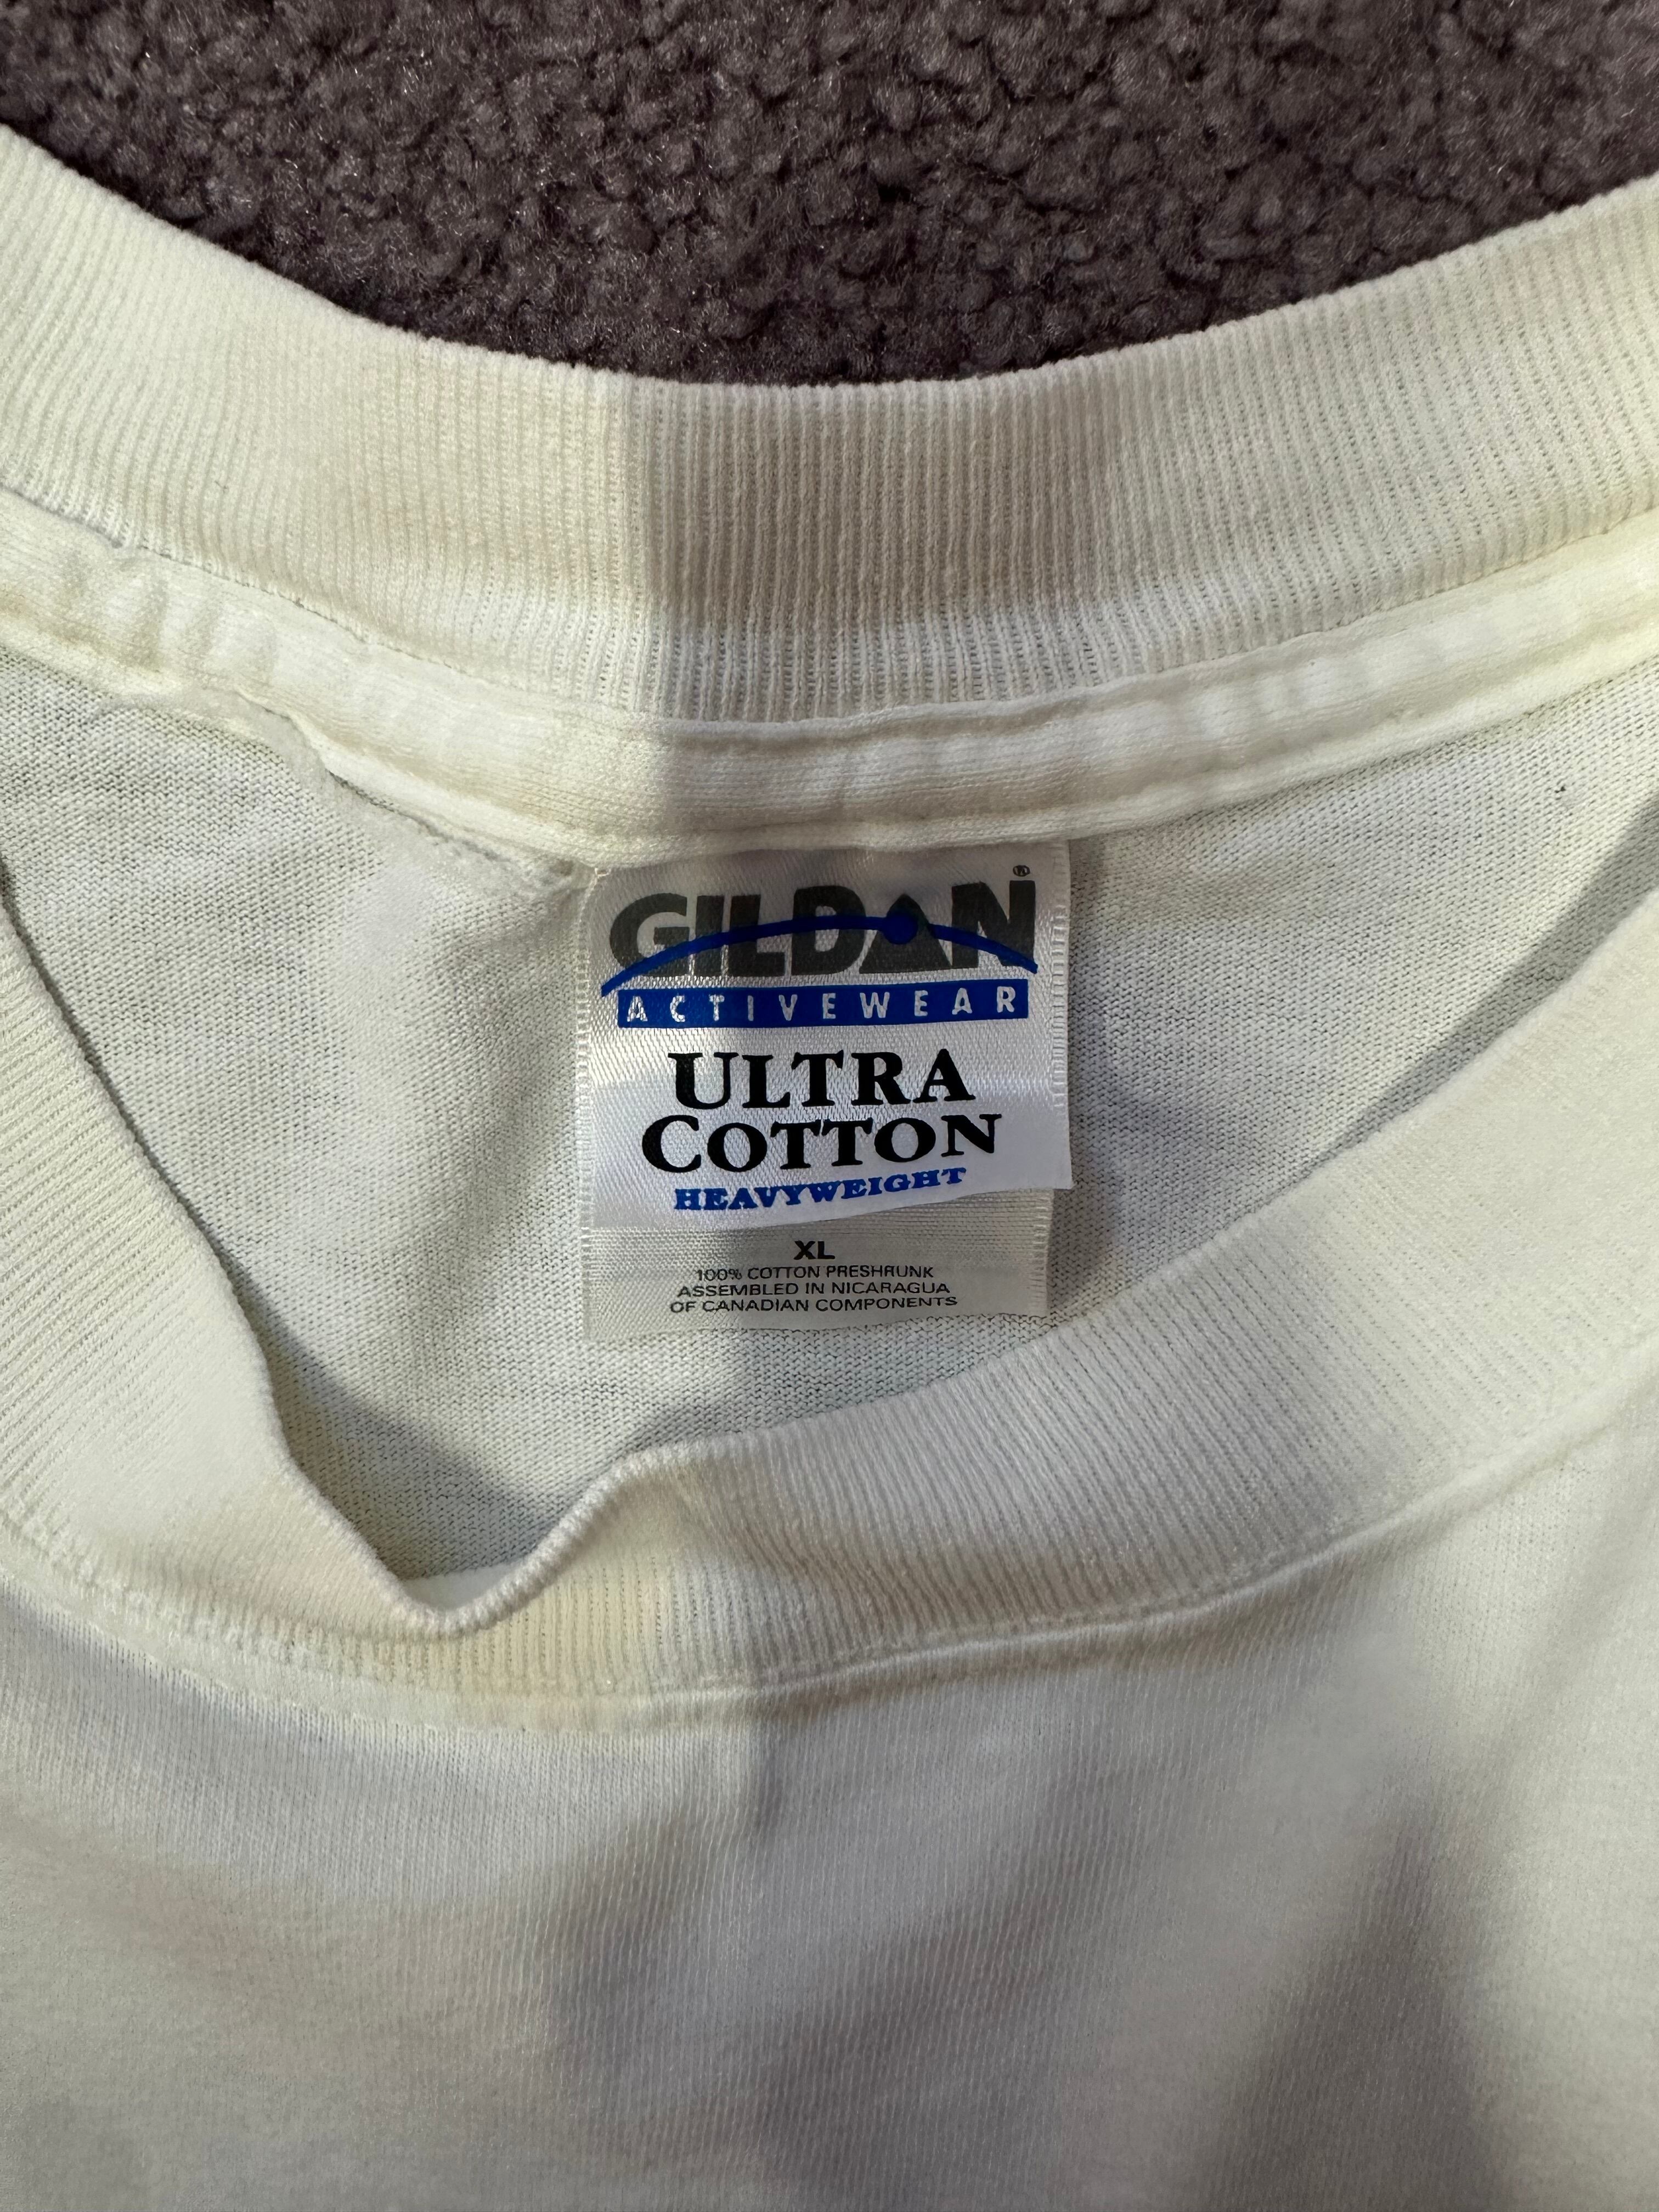 GILDAN®
ACTIVEWEAR
ULTRA
COTTON
HEAVYWEIGHT
XL
100% COTTON PRESHRUNK
ASSEMBLED IN NICARAGUA
OF CANADIAN COMPONENTS